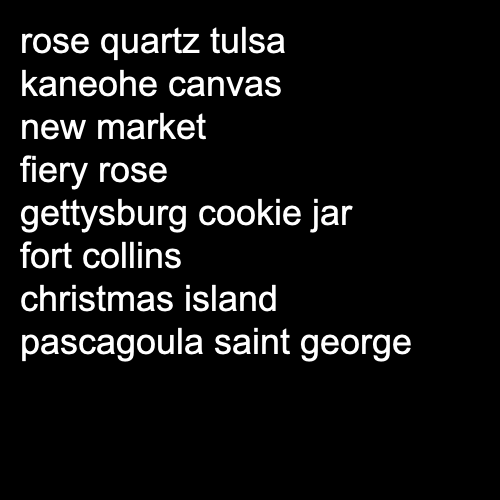 rose quartz tulsa
kaneohe canvas
new market
fiery rose
gettysburg cookie jar
fort collins
christmas island
pascagoula saint george